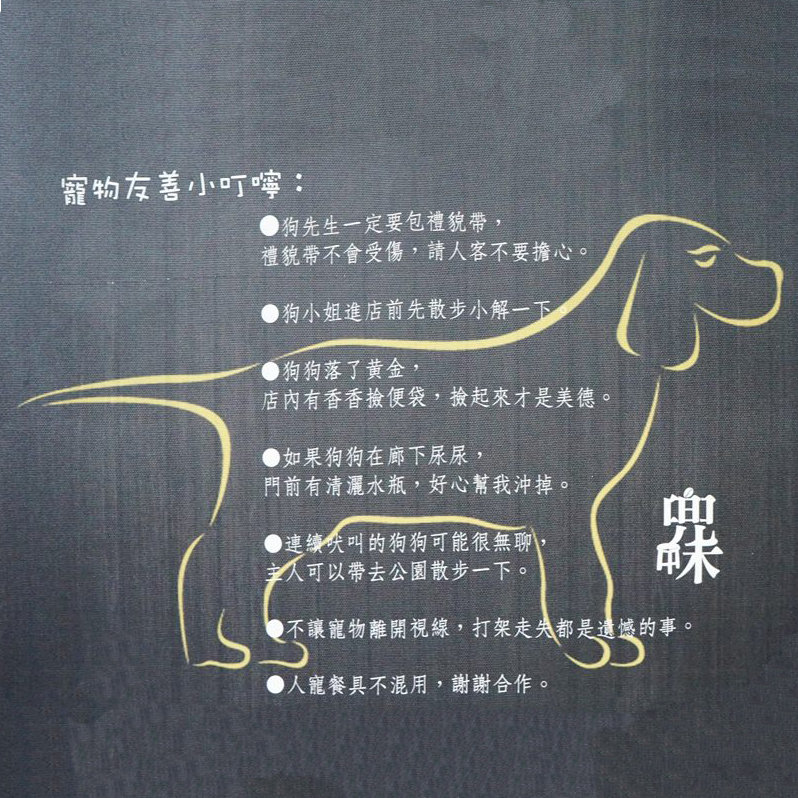 寵物友善小叮嚀：
●狗先生一定要包禮貌帶，
禮貌帶不會受傷，請人客不要擔心。
●狗小姐進店前先散步小解一下。
●狗狗落了黃金，
店內有香香撿便袋，撿起來才是美德。
●如果狗狗在廊下尿尿，
門前有清灑水瓶，好心幫我沖掉。
●連續吠叫的狗狗可能很無聊，
主人可以帶去公園散步一下。
●不讓寵物離開視線，打架走失都是遺憾的事。
●人寵餐具不混用，謝謝合作。